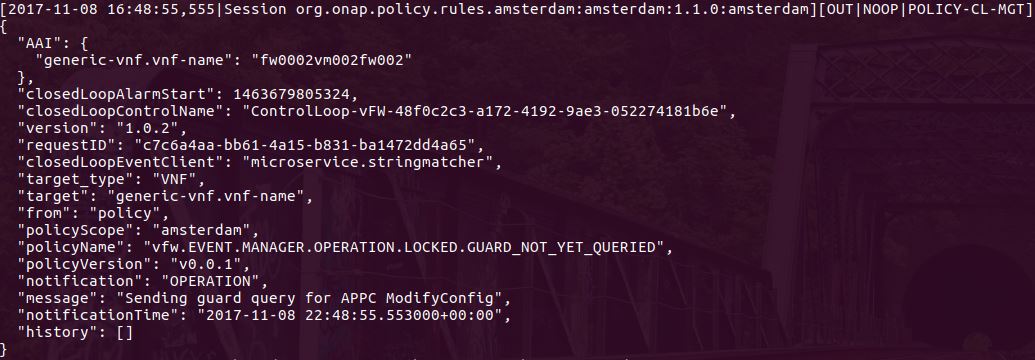 [2017-11-08 16:48:55,555|Session org.onap.policy.rules.amsterdam:amsterdam:1.1.0:amsterdam][OUT|NOOP|POLICY-CL-MGT]
{
  "AAI": {
    "generic-vnf.vnf-name": "fw0002vm002fw002"
  },
  "closedLoopAlarmStart": 1463679805324,
  "closedLoopControlName": "ControlLoop-vFW-48f0c2c3-a172-4192-9ae3-052274181b6e",
  "version": "1.0.2",
  "requestID": "c7c6a4aa-bb61-4a15-b831-ba1472dd4a65",
  "closedLoopEventClient": "microservice.stringmatcher",
  "target_type": "VNF",
  "target": "generic-vnf.vnf-name",
  "from": "policy",
  "policyScope": "amsterdam",
  "policyName": "vfw.EVENT.MANAGER.OPERATION.LOCKED.GUARD_NOT_YET_QUERIED",
  "policyVersion": "v0.0.1",
  "notification": "OPERATION",
  "message": "Sending guard query for APPC ModifyConfig",
  "notificationTime": "2017-11-08 22:48:55.553000+00:00",
  "history": []
}